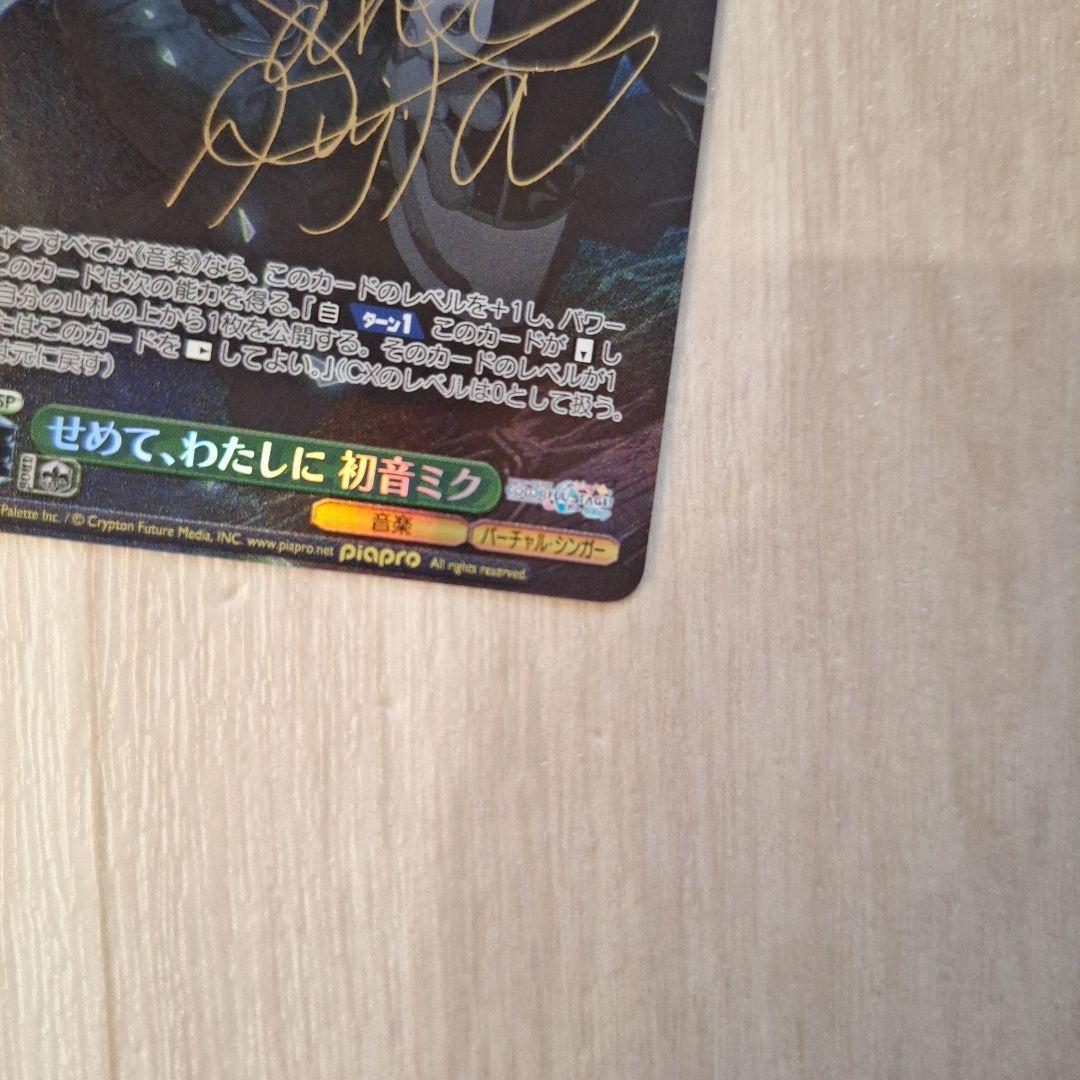 ャラすべてが《音楽》なら、このカードのレベルを＋1し、パワー
このカードは次の能力を得る。「自 ターン1 このカードが し
自分の山札の上から1枚を公開する。そのカードのレベルが1
たはこのカードを してよい。」(CXのレベルは0として扱う。
は元に戻す)
SP
せめて、わたしに 初音ミク
COLORFUL STAGE!
音楽 バーチャル・シンガー
Palette Inc. / © Crypton Future Media, INC. www.piapro.net piapro All rights reserved.